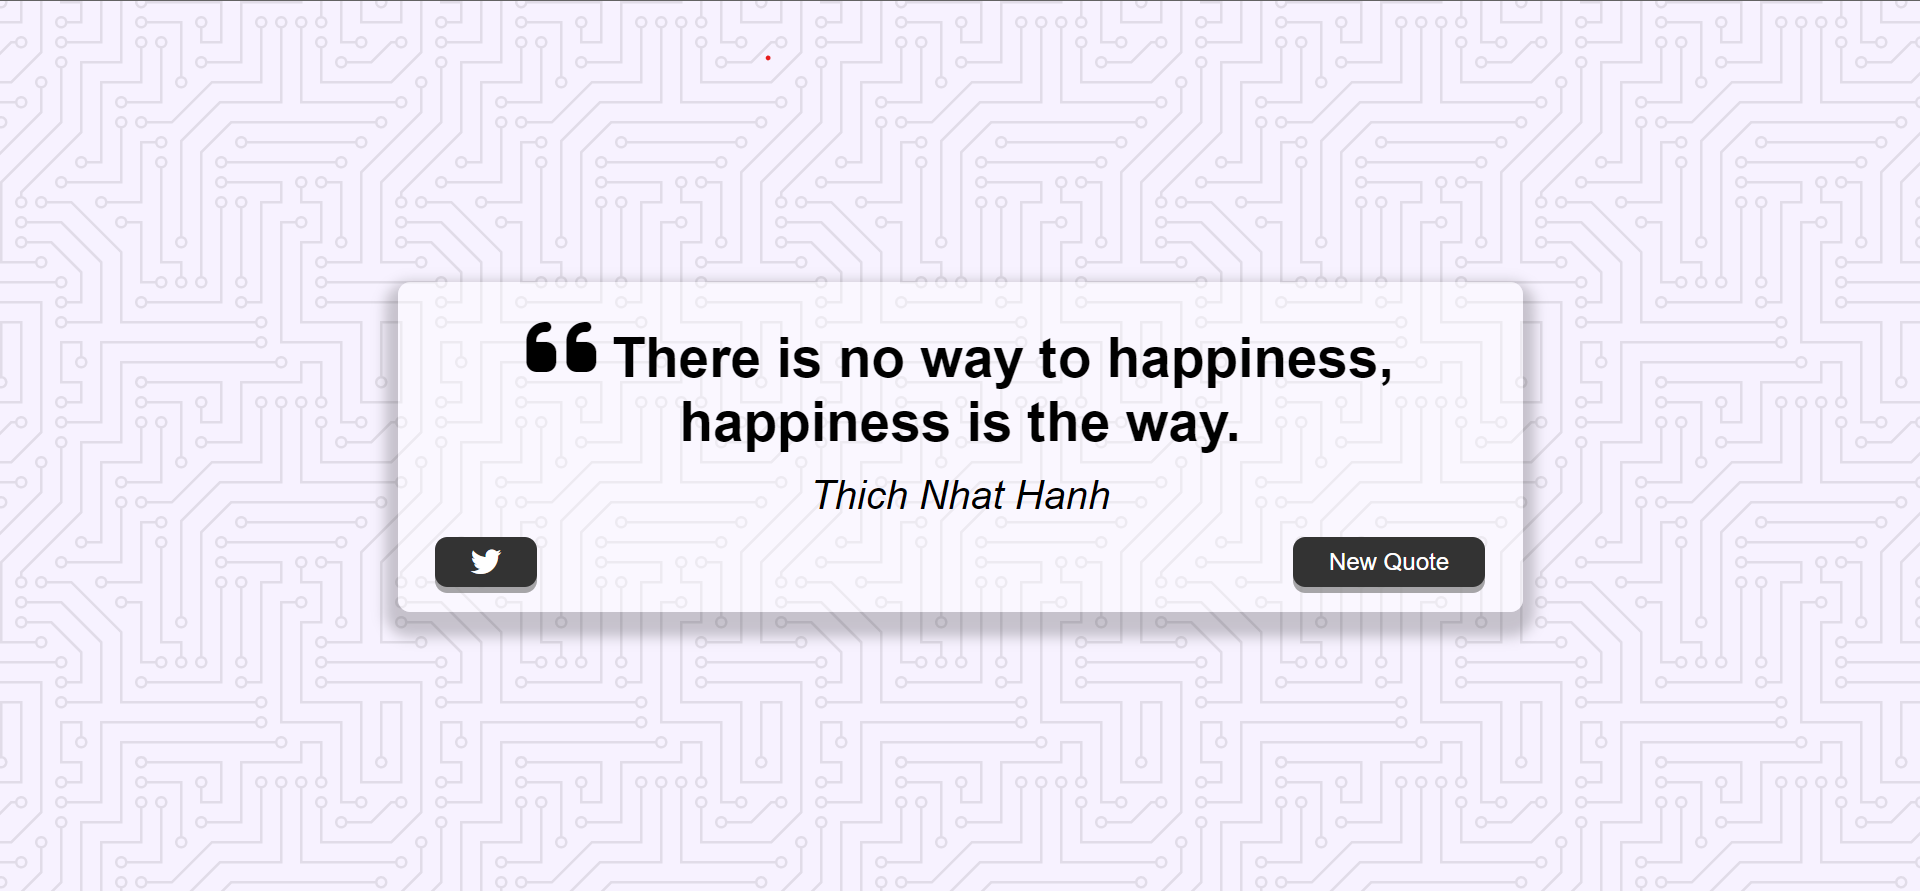 There is no way to happiness,
happiness is the way.
Thich Nhat Hanh
New Quote